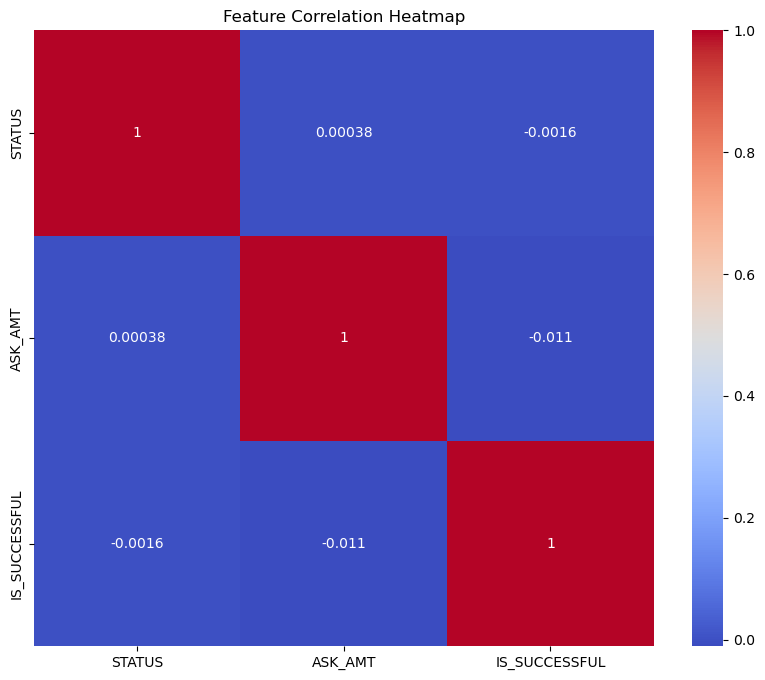 Feature Correlation Heatmap
STATUS
1
0.00038
-0.0016
ASK_AMT
0.00038
1
-0.011
IS_SUCCESSFUL
-0.0016
-0.011
1
STATUS
ASK_AMT
IS_SUCCESSFUL
1.0
0.8
0.6
0.4
0.2
0.0